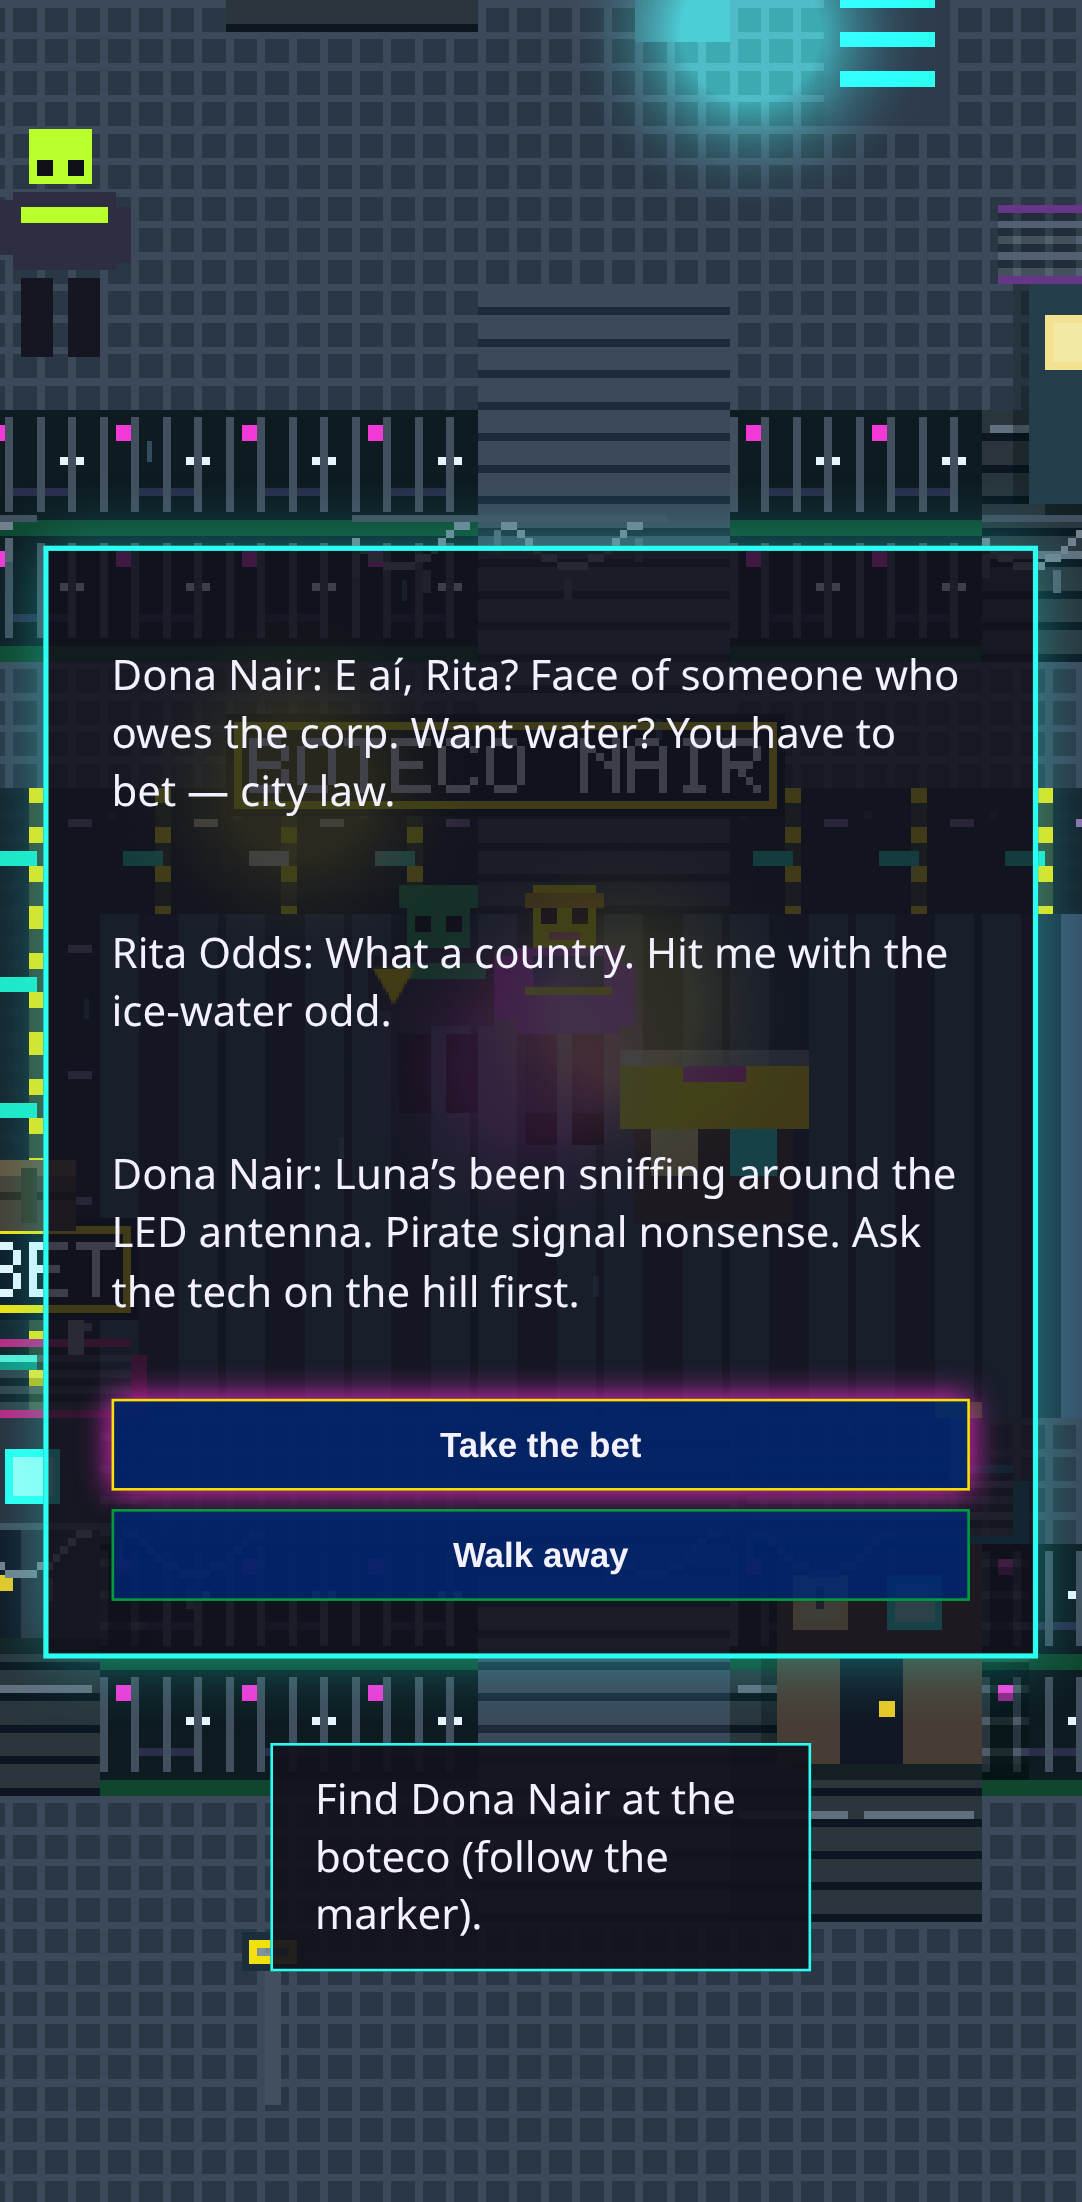 Dona Nair: E aí, Rita? Face of someone who
owes the corp. Want water? You have to
bet — city law.
BOTECO NAIR
Rita Odds: What a country. Hit me with the
ice-water odd.
Dona Nair: Luna’s been sniffing around the
LED antenna. Pirate signal nonsense. Ask
the tech on the hill first.
BET
Take the bet
Walk away
Find Dona Nair at the
boteco (follow the
marker).